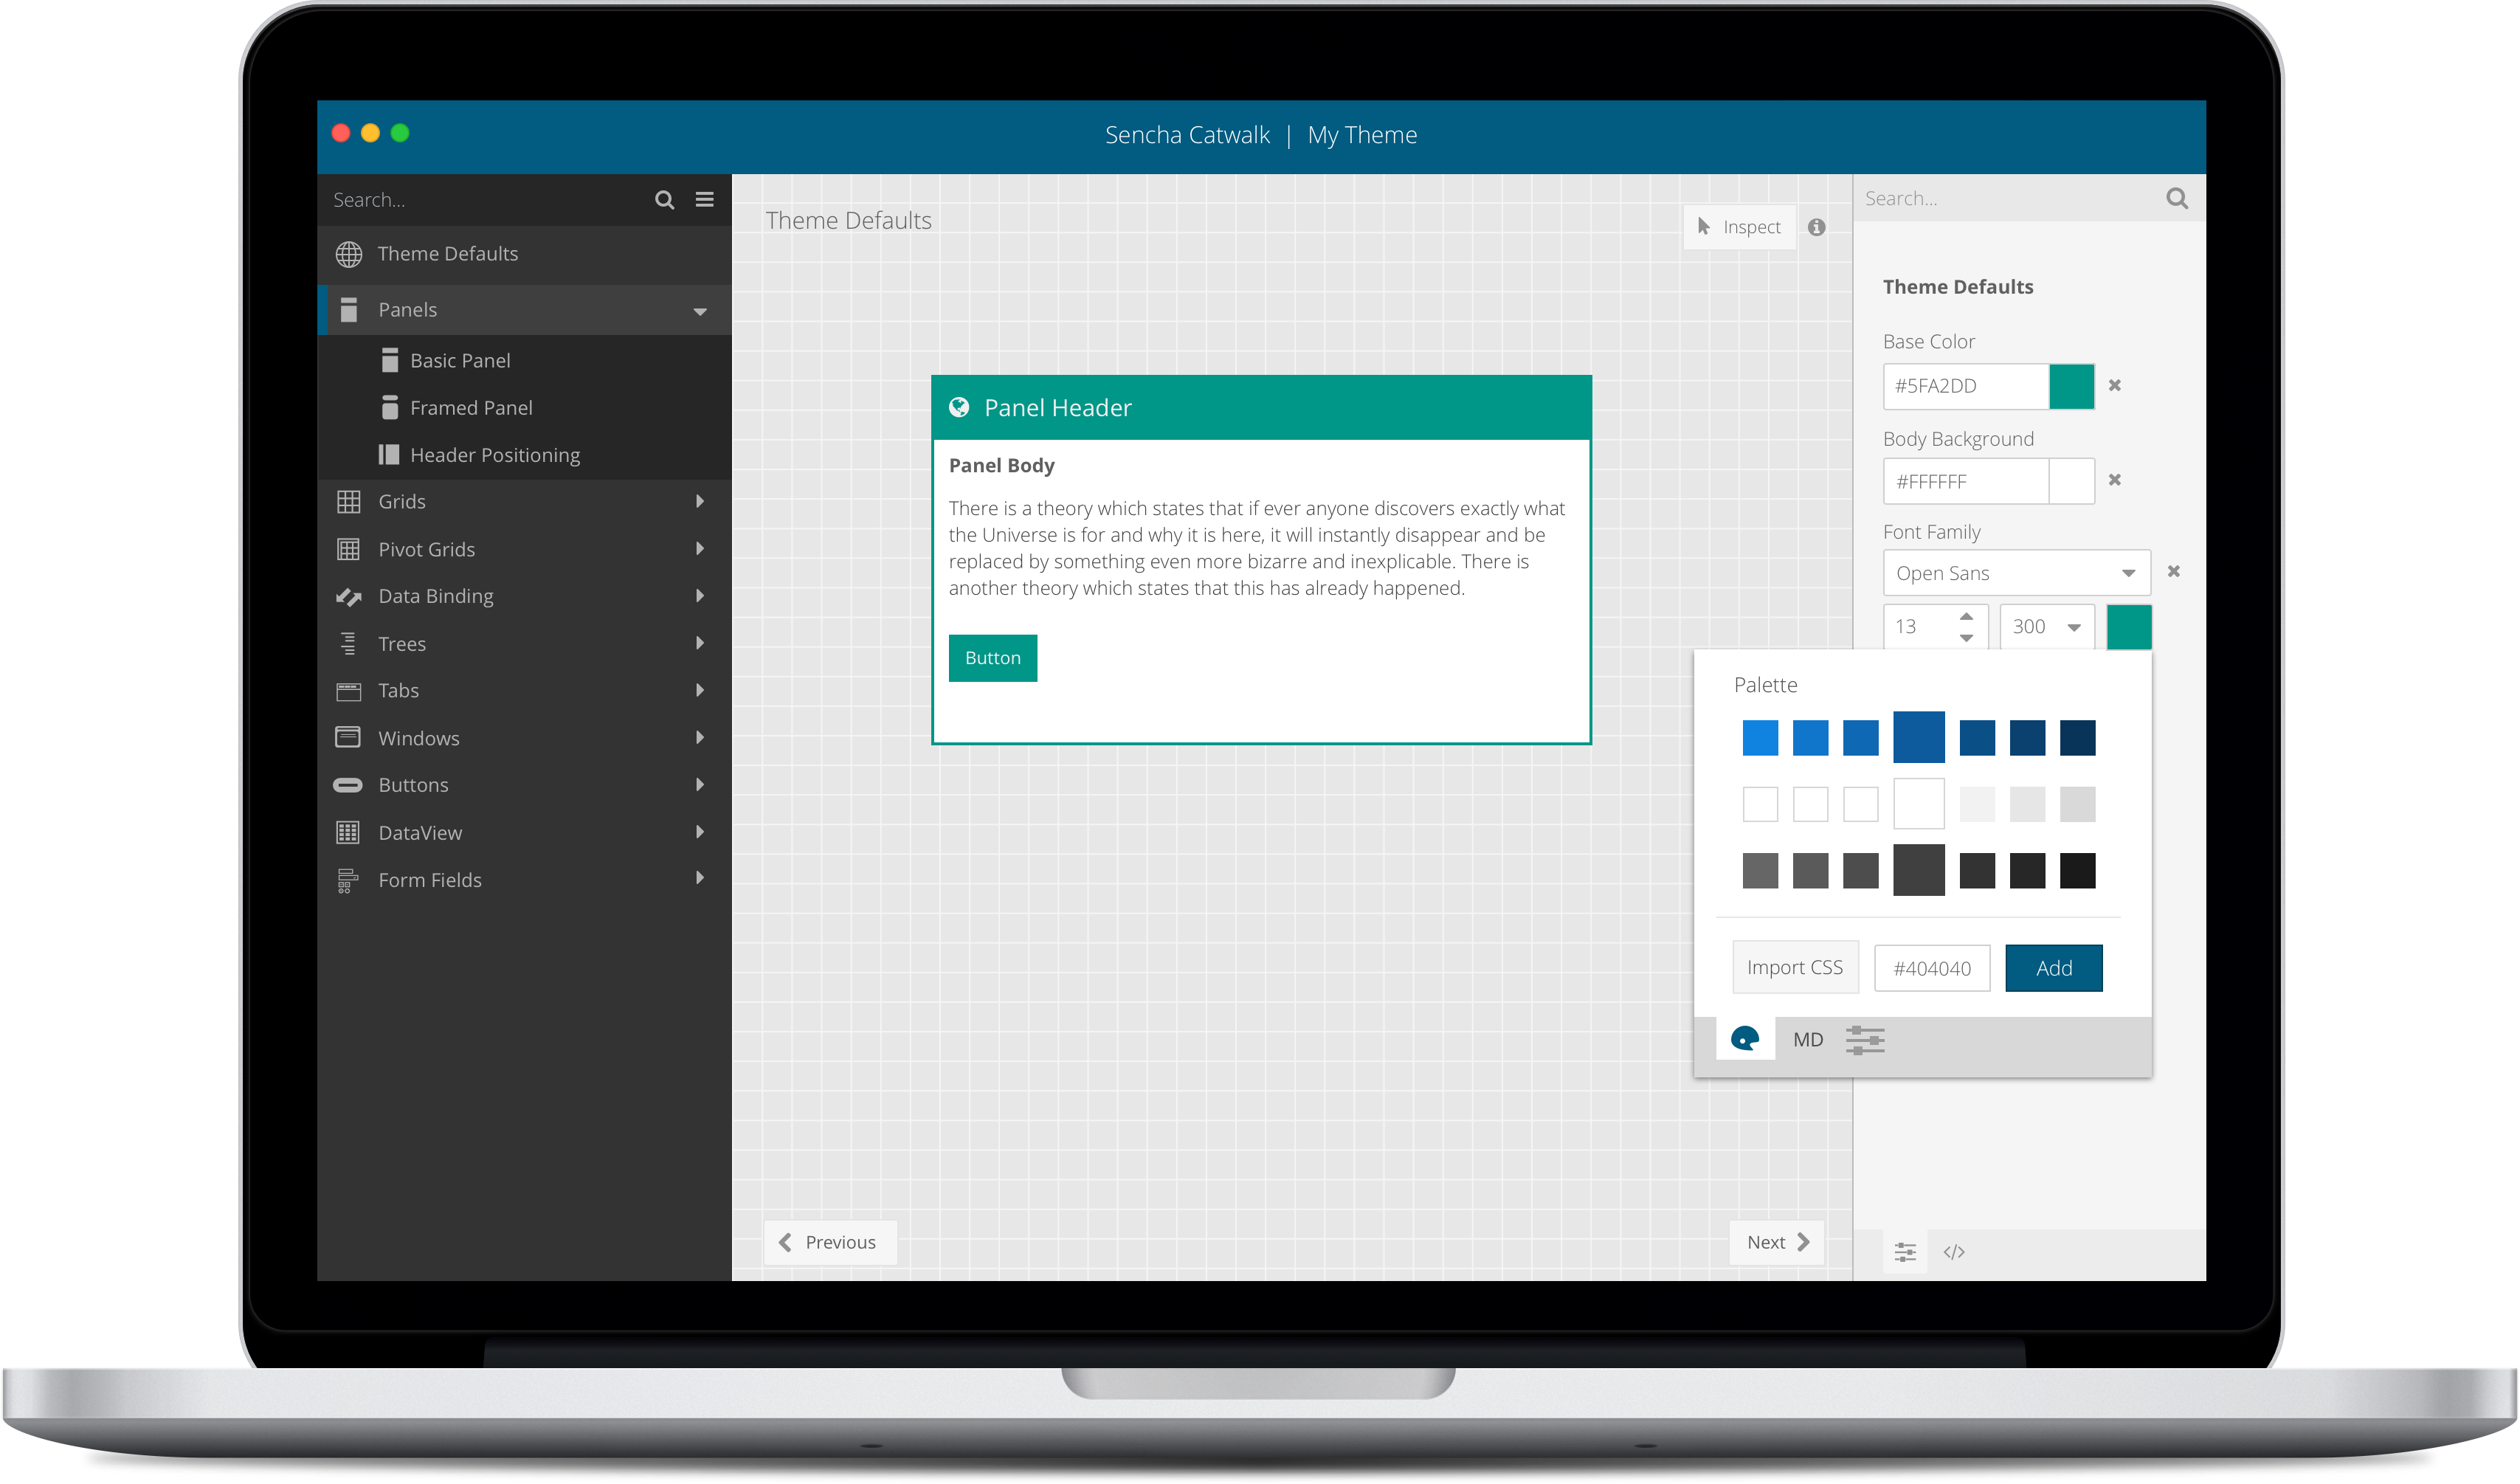 Sencha Catwalk | My Theme
Search...
Theme Defaults
Panels
Basic Panel
Framed Panel
Header Positioning
Grids
Pivot Grids
Data Binding
Trees
Tabs
Windows
Buttons
DataView
Form Fields
Theme Defaults
Inspect
Panel Header
Panel Body
There is a theory which states that if ever anyone discovers exactly what
the Universe is for and why it is here, it will instantly disappear and be
replaced by something even more bizarre and inexplicable. There is
another theory which states that this has already happened.
Button
Previous
Next
Search...
Theme Defaults
Base Color
#5FA2DD
Body Background
#FFFFFF
Font Family
Open Sans
13 300
Palette
Import CSS #404040 Add
MD
</>